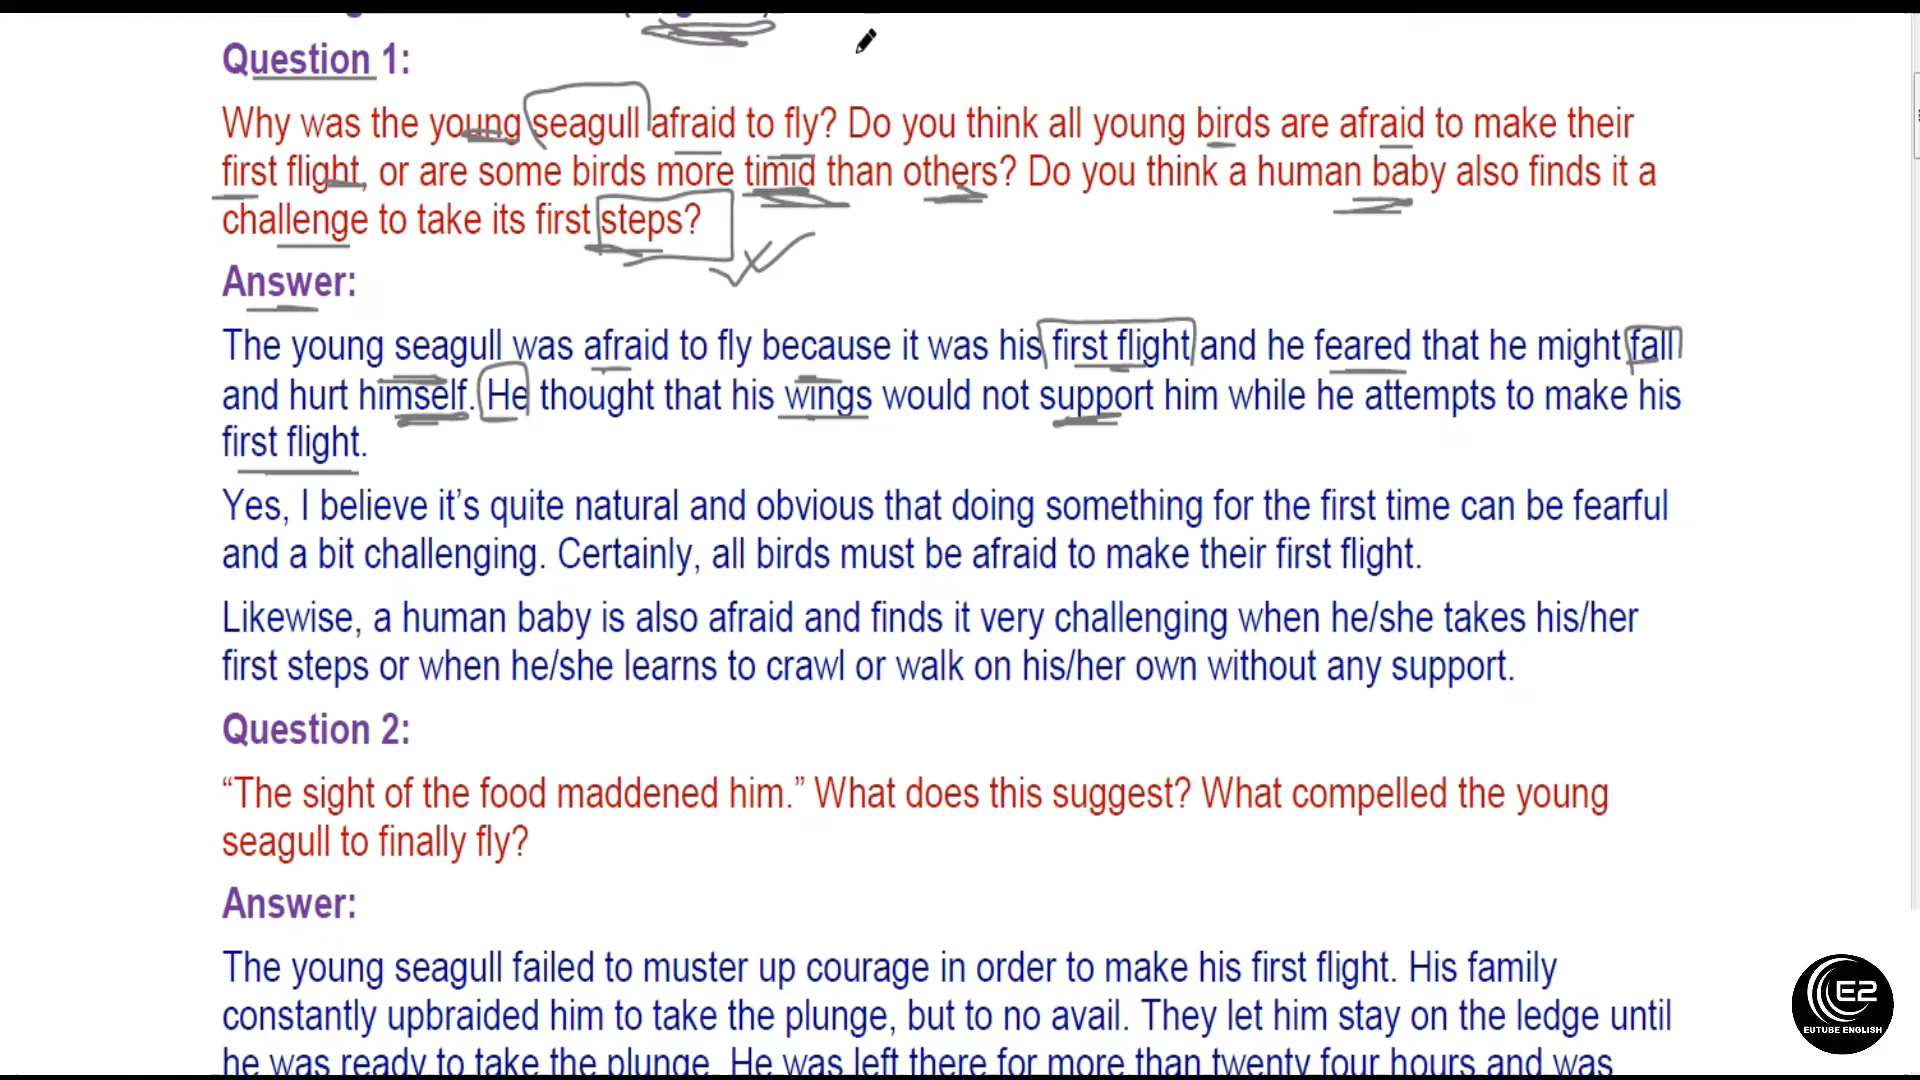 Question 1:
Why was the young seagull afraid to fly? Do you think all young birds are afraid to make their
first flight, or are some birds more timid than others? Do you think a human baby also finds it a
challenge to take its first steps?
Answer:
The young seagull was afraid to fly because it was his first flight and he feared that he might fall
and hurt himself. He thought that his wings would not support him while he attempts to make his
first flight.
Yes, I believe it’s quite natural and obvious that doing something for the first time can be fearful
and a bit challenging. Certainly, all birds must be afraid to make their first flight.
Likewise, a human baby is also afraid and finds it very challenging when he/she takes his/her
first steps or when he/she learns to crawl or walk on his/her own without any support.
Question 2:
“The sight of the food maddened him.” What does this suggest? What compelled the young
seagull to finally fly?
Answer:
The young seagull failed to muster up courage in order to make his first flight. His family
constantly upbraided him to take the plunge, but to no avail. They let him stay on the ledge until
he was ready to take the plunge. He was left there for more than twenty four hours and was
E2
EUTUBE ENGLISH